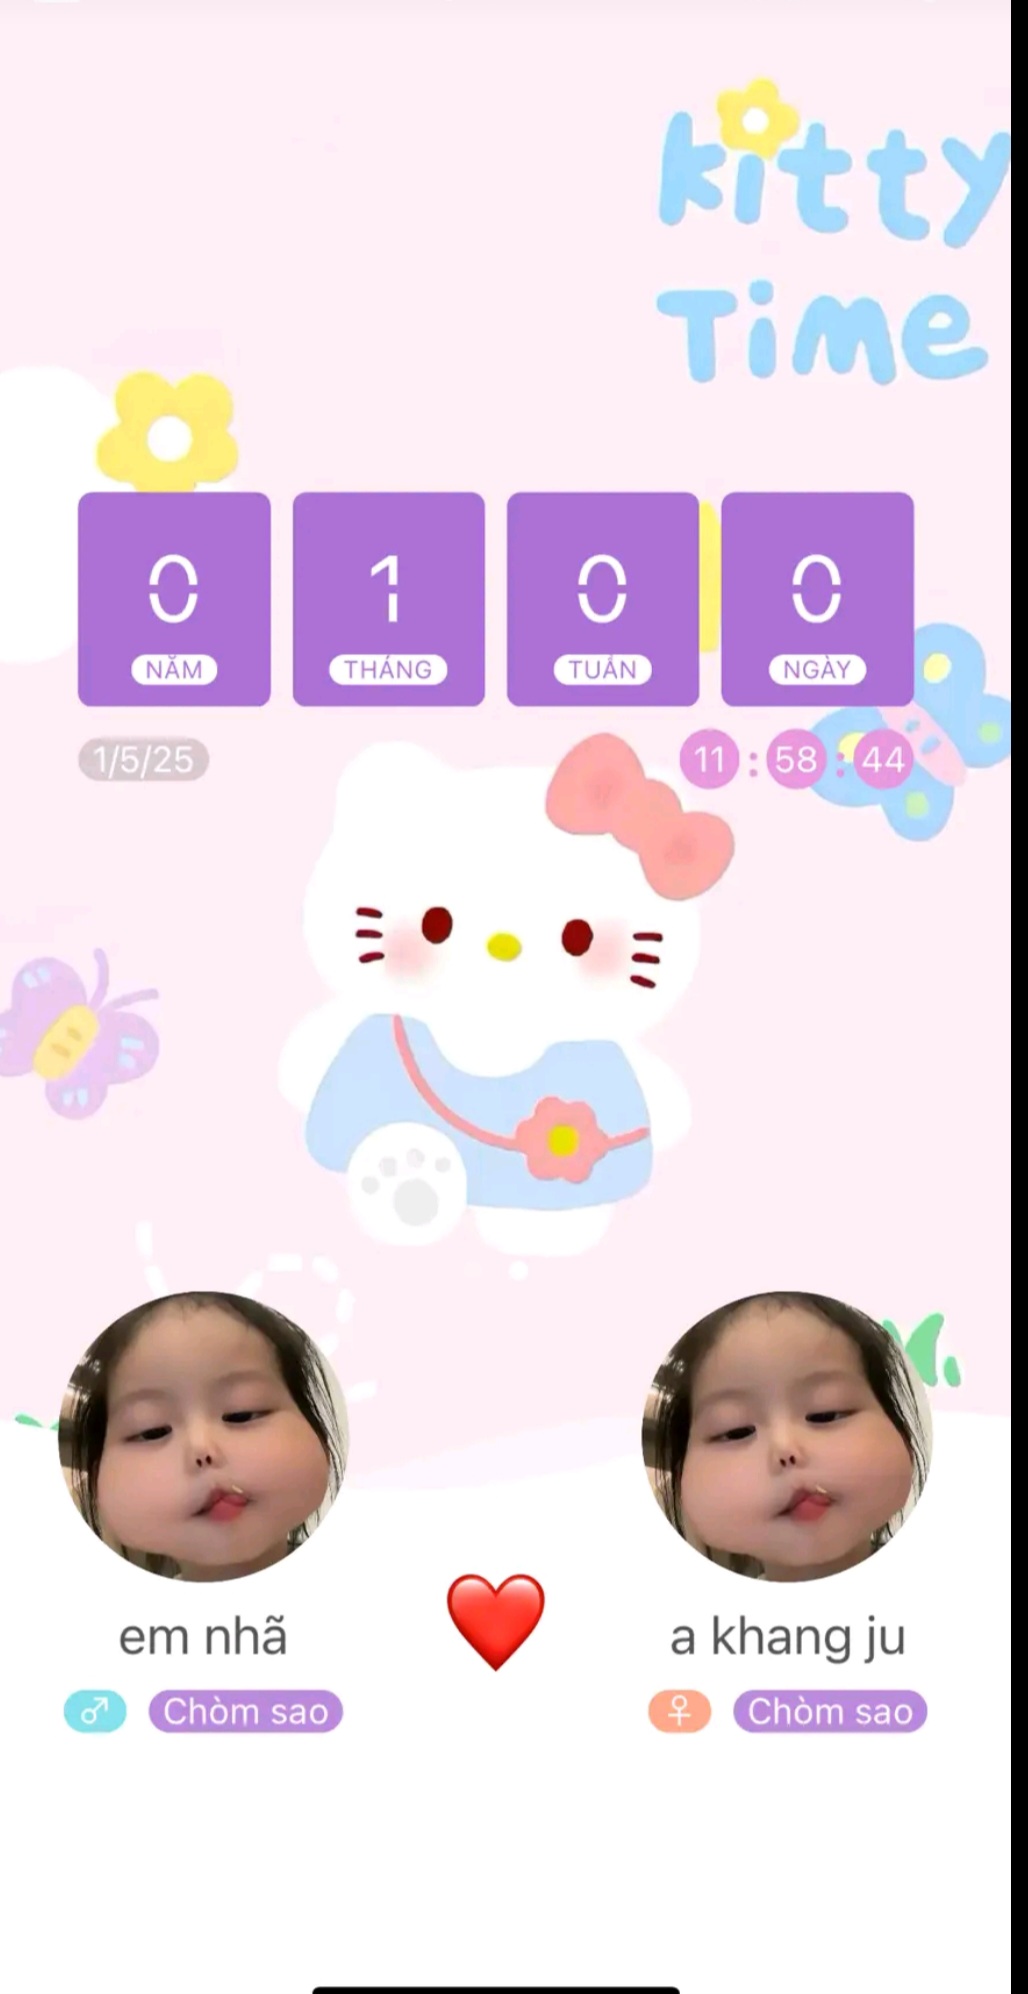 kitty
Time
0 1 0 0
NĂM THÁNG TUẦN NGÀY
1/5/25 11 : 58 : 44
em nhã a khang ju
♂ Chòm sao ♀ Chòm sao